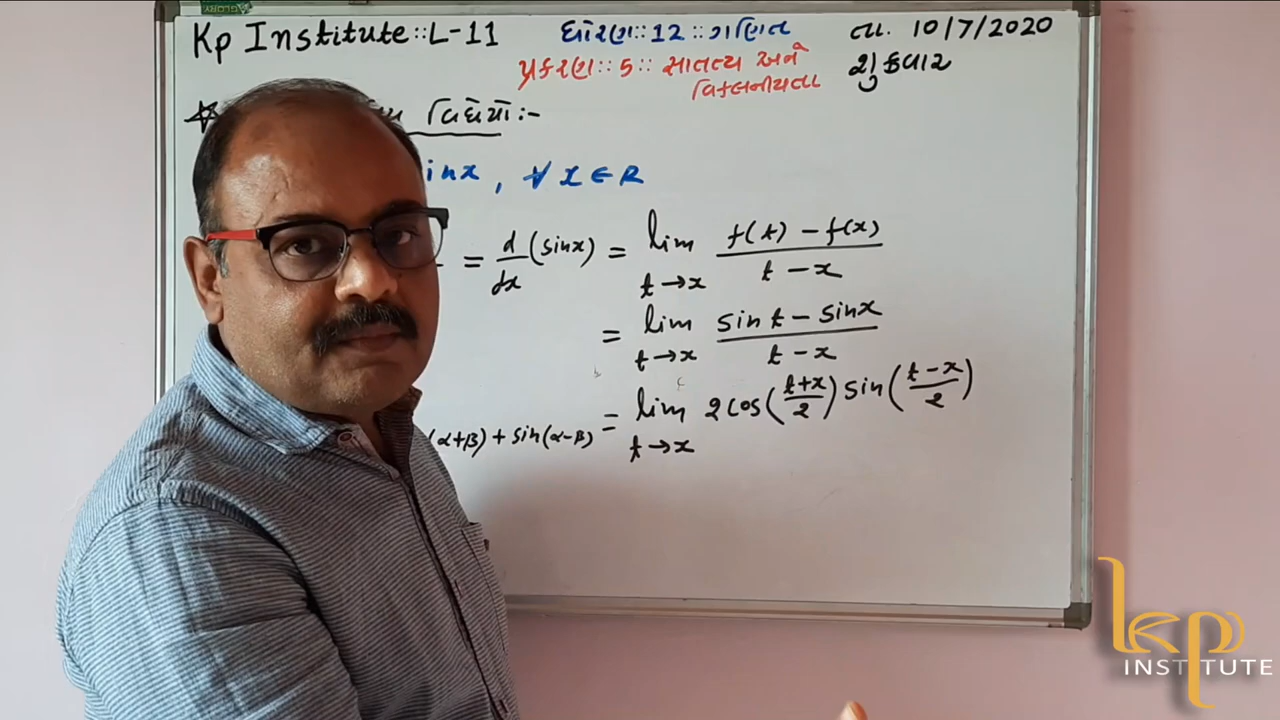 Kp Institute::L-11
ધોરણ::12::ગણિત
તા. 10/7/2020
પ્રકરણ::5::સાતત્ય અને
વિકલનીયતા
શુક્રવાર
વિધેયો:-
inx, ∀ x ∈ R
= d/dx (sinx) = lim t→x f(t) - f(x) / t - x
= lim t→x sin t - sinx / t - x
(α+β) + sin(α-β) = lim t→x 2cos(t+x/2) sin(t-x/2)
kp
INSTITUTE